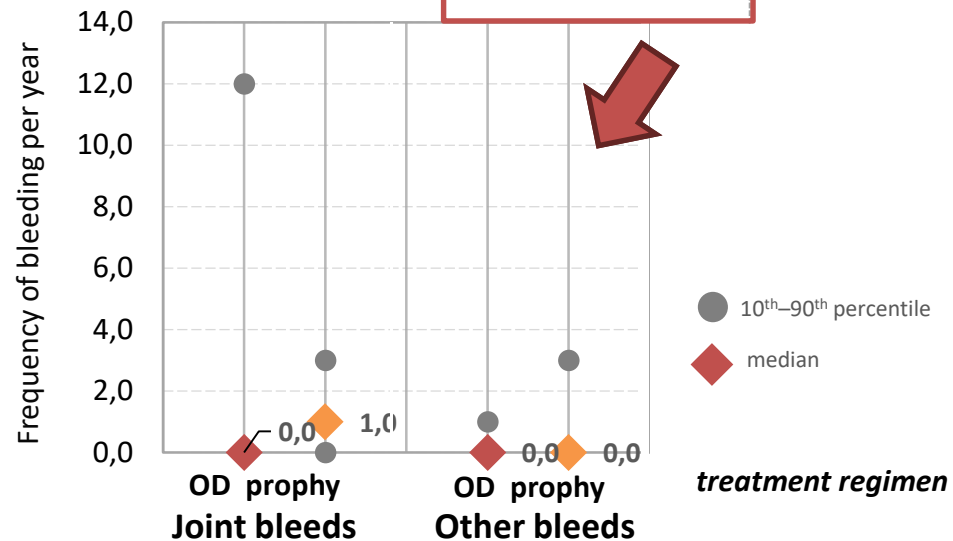 Frequency of bleeding per year
14,0
12,0
10,0
8,0
6,0
4,0
2,0
0,0
0,0
1,0
0,0
0,0
OD prophy
Joint bleeds
OD prophy
Other bleeds
treatment regimen
10th–90th percentile
median